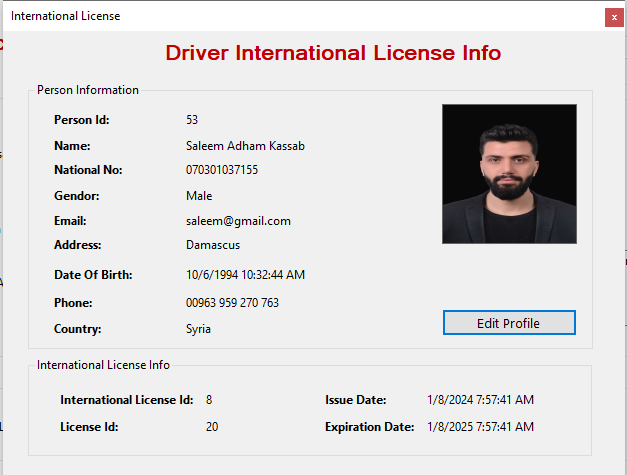 International License
x
Driver International License Info
Person Information
Person Id: 53
Name: Saleem Adham Kassab
National No: 070301037155
Gendor: Male
Email: saleem@gmail.com
Address: Damascus
Date Of Birth: 10/6/1994 10:32:44 AM
Phone: 00963 959 270 763
Country: Syria
Edit Profile
International License Info
International License Id: 8 Issue Date: 1/8/2024 7:57:41 AM
License Id: 20 Expiration Date: 1/8/2025 7:57:41 AM